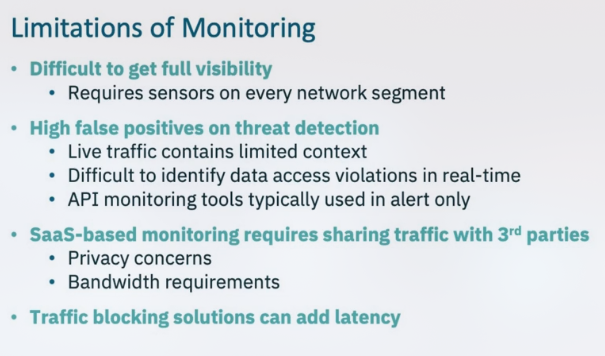 Limitations of Monitoring
• Difficult to get full visibility
• Requires sensors on every network segment
• High false positives on threat detection
• Live traffic contains limited context
• Difficult to identify data access violations in real-time
• API monitoring tools typically used in alert only
• SaaS-based monitoring requires sharing traffic with 3rd parties
• Privacy concerns
• Bandwidth requirements
• Traffic blocking solutions can add latency